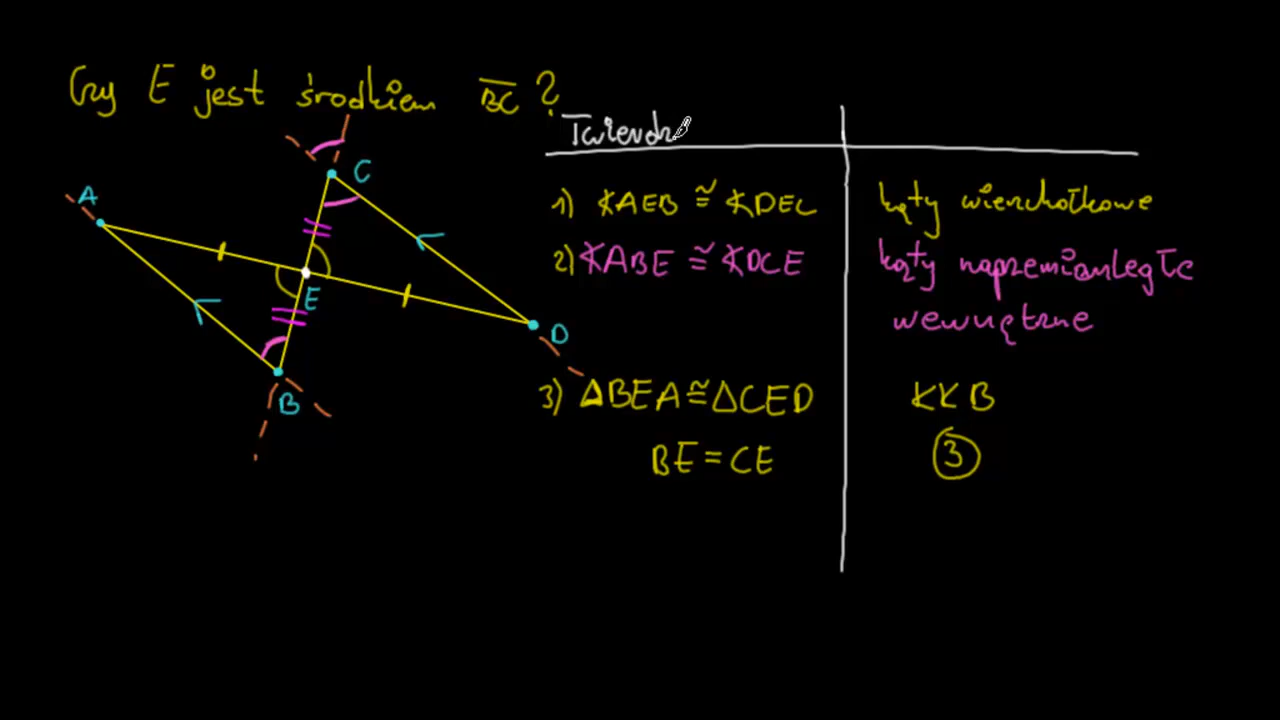 Czy E jest środkiem BC ?
Twierdz
1) ∢AEB ≅ ∢DEC
kąty wierzchołkowe
2) ∢ABE ≅ ∢DCE
kąty naprzemianległe
wewnętrzne
3) ΔBEA ≅ ΔCED
KKB
BE = CE
3
A
C
E
D
B